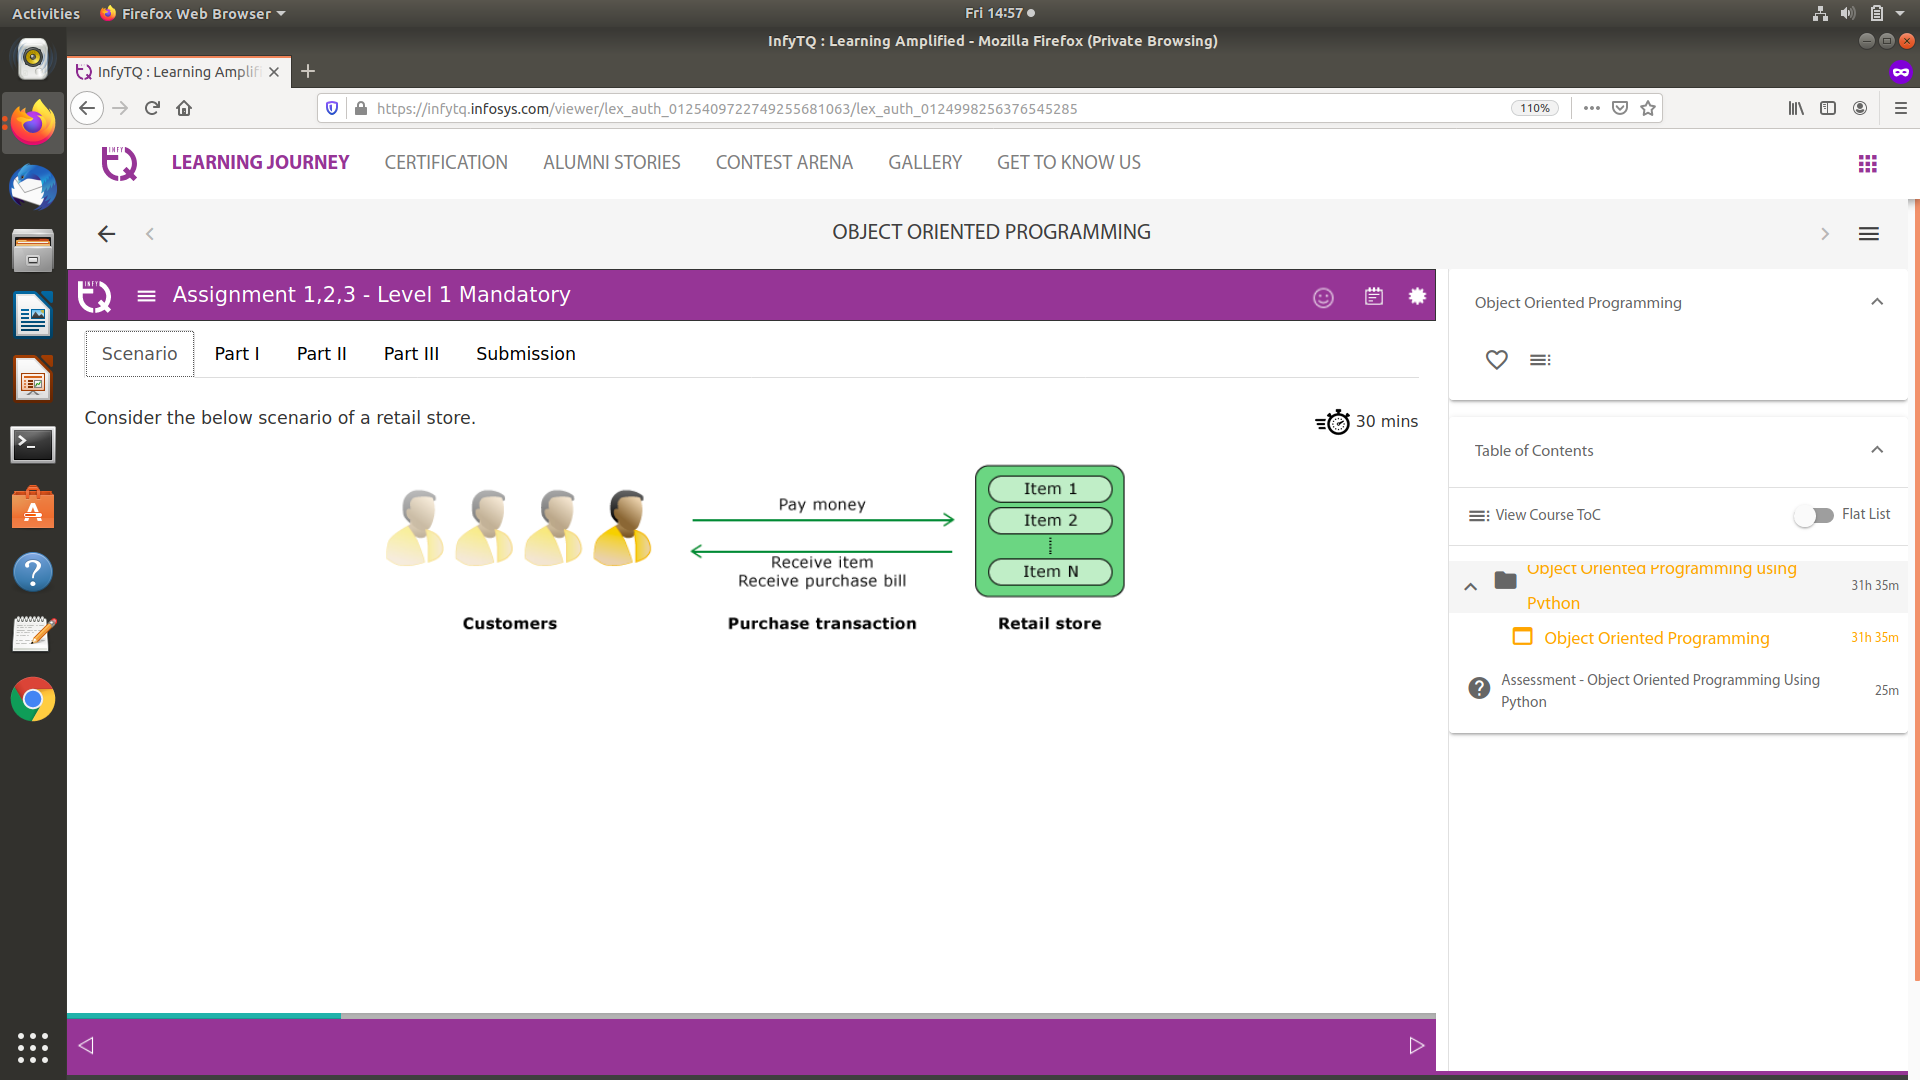 Activities Firefox Web Browser Fri 14:57
InfyTQ : Learning Amplified - Mozilla Firefox (Private Browsing)
InfyTQ : Learning Amplifi
https://infytq.infosys.com/viewer/lex_auth_0125409722749255681063/lex_auth_0124998256376545285 110%
INFY TQ LEARNING JOURNEY CERTIFICATION ALUMNI STORIES CONTEST ARENA GALLERY GET TO KNOW US
OBJECT ORIENTED PROGRAMMING
INFY TQ Assignment 1,2,3 - Level 1 Mandatory
Scenario Part I Part II Part III Submission
Consider the below scenario of a retail store. 30 mins
Pay money
Receive item
Receive purchase bill
Item 1
Item 2
Item N
Customers Purchase transaction Retail store
Object Oriented Programming
Table of Contents
View Course ToC Flat List
Object Oriented Programming using
Python
31h 35m
Object Oriented Programming 31h 35m
Assessment - Object Oriented Programming Using
Python
25m